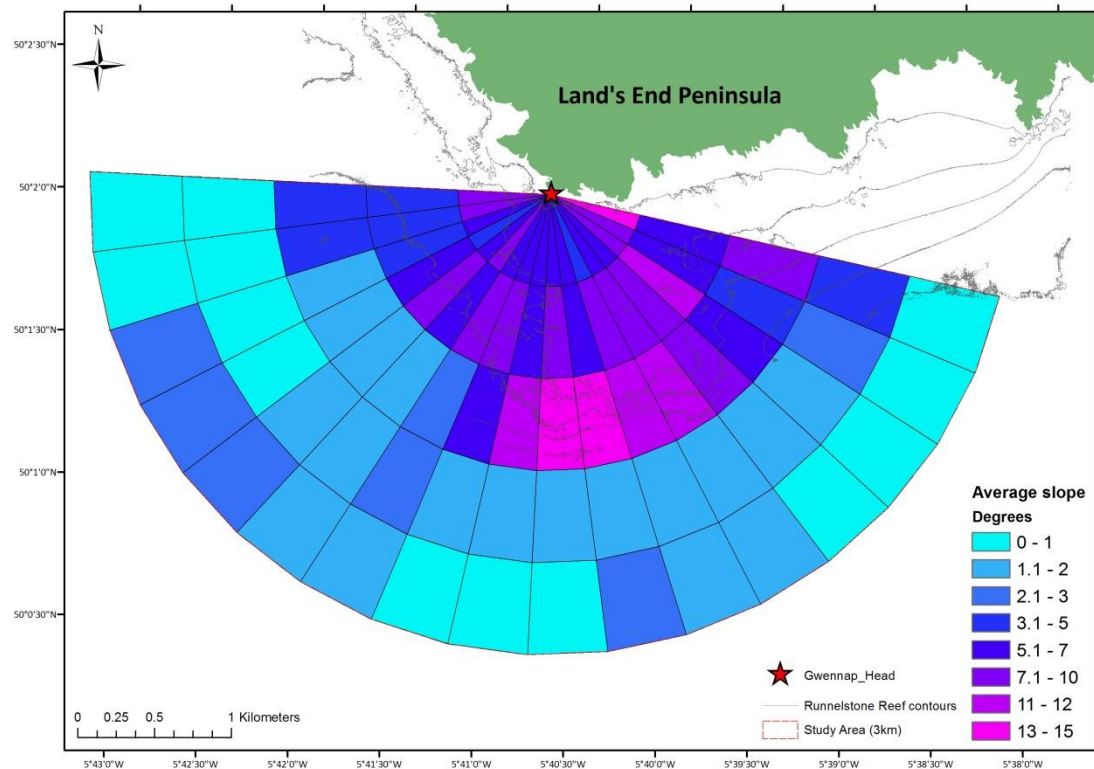 N
50°2'30"N
Land's End Peninsula
50°2'0"N
50°1'30"N
50°1'0"N
50°0'30"N
Average slope
Degrees
0 - 1
1.1 - 2
2.1 - 3
3.1 - 5
5.1 - 7
7.1 - 10
11 - 12
13 - 15
Gwennap_Head
Runnelstone Reef contours
Study Area (3km)
0 0.25 0.5 1 Kilometers
5°43'0"W 5°42'30"W 5°42'0"W 5°41'30"W 5°41'0"W 5°40'30"W 5°40'0"W 5°39'30"W 5°39'0"W 5°38'30"W 5°38'0"W